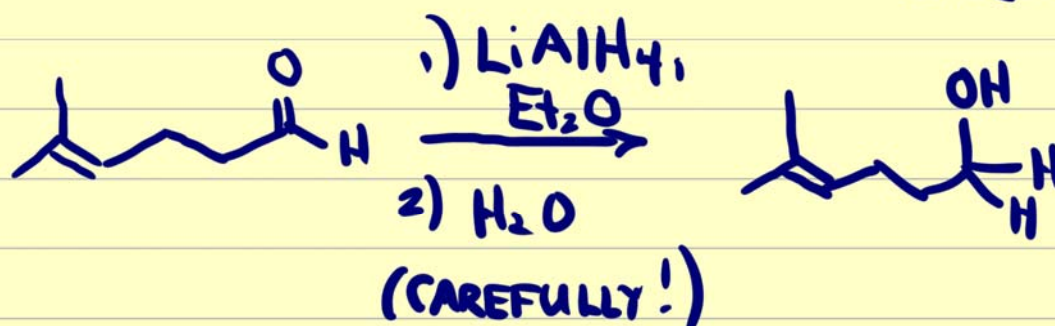 1.) LiAlH4,
Et2O
2) H2O
(CAREFULLY!)
O
H
OH
H
H